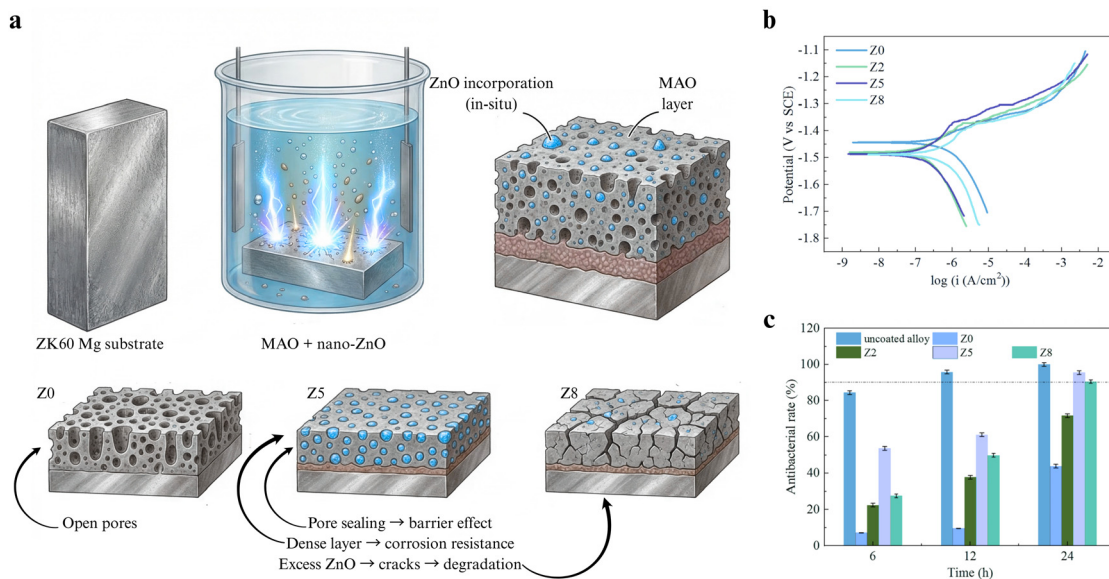 a
ZnO incorporation
(in-situ)
MAO
layer
ZK60 Mg substrate
MAO + nano-ZnO
Z0
Z5
Z8
Open pores
Pore sealing → barrier effect
Dense layer → corrosion resistance
Excess ZnO → cracks → degradation
b
Z0
Z2
Z5
Z8
Potential (V vs SCE)
-1.1
-1.2
-1.3
-1.4
-1.5
-1.6
-1.7
-1.8
-9 -8 -7 -6 -5 -4 -3 -2 -1
log (i (A/cm²))
c
uncoated alloy Z0
Z2 Z5 Z8
Antibacterial rate (%)
120
100
80
60
40
20
0
6 12 24
Time (h)